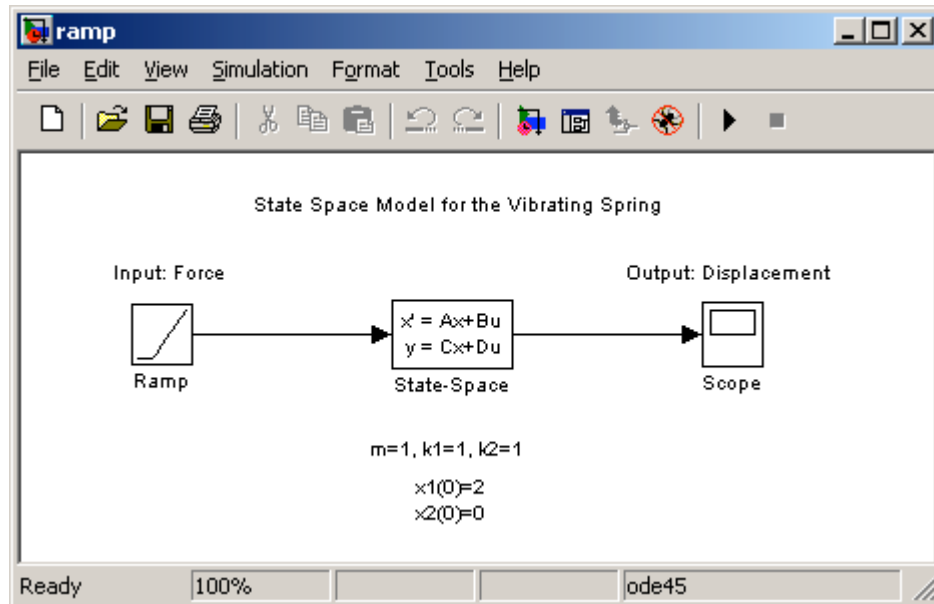 ramp
File Edit View Simulation Format Tools Help
State Space Model for the Vibrating Spring
Input: Force
Output: Displacement
x' = Ax+Bu
y = Cx+Du
Ramp
State-Space
Scope
m=1, k1=1, k2=1
x1(0)=2
x2(0)=0
Ready 100% ode45